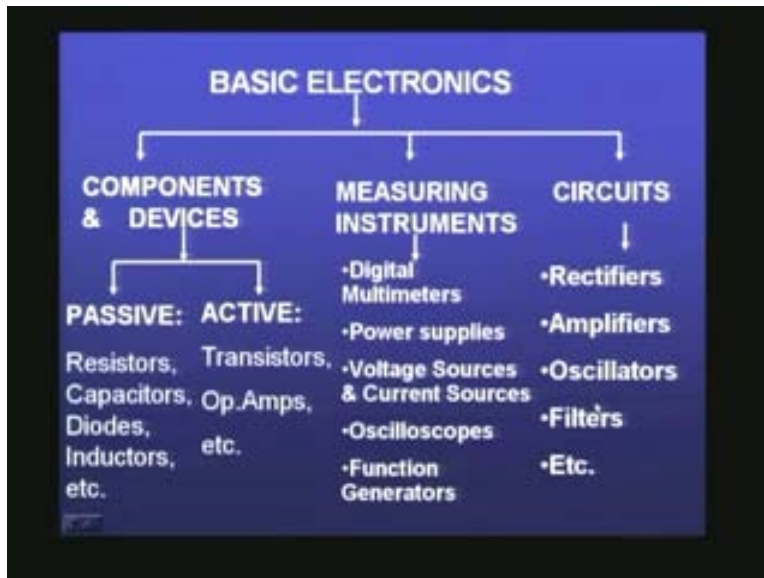 BASIC ELECTRONICS
COMPONENTS
& DEVICES
PASSIVE:
Resistors,
Capacitors,
Diodes,
Inductors,
etc.
ACTIVE:
Transistors,
Op.Amps,
etc.
MEASURING
INSTRUMENTS
•Digital
Multimeters
•Power supplies
•Voltage Sources
& Current Sources
•Oscilloscopes
•Function
Generators
CIRCUITS
•Rectifiers
•Amplifiers
•Oscillators
•Filters
•Etc.